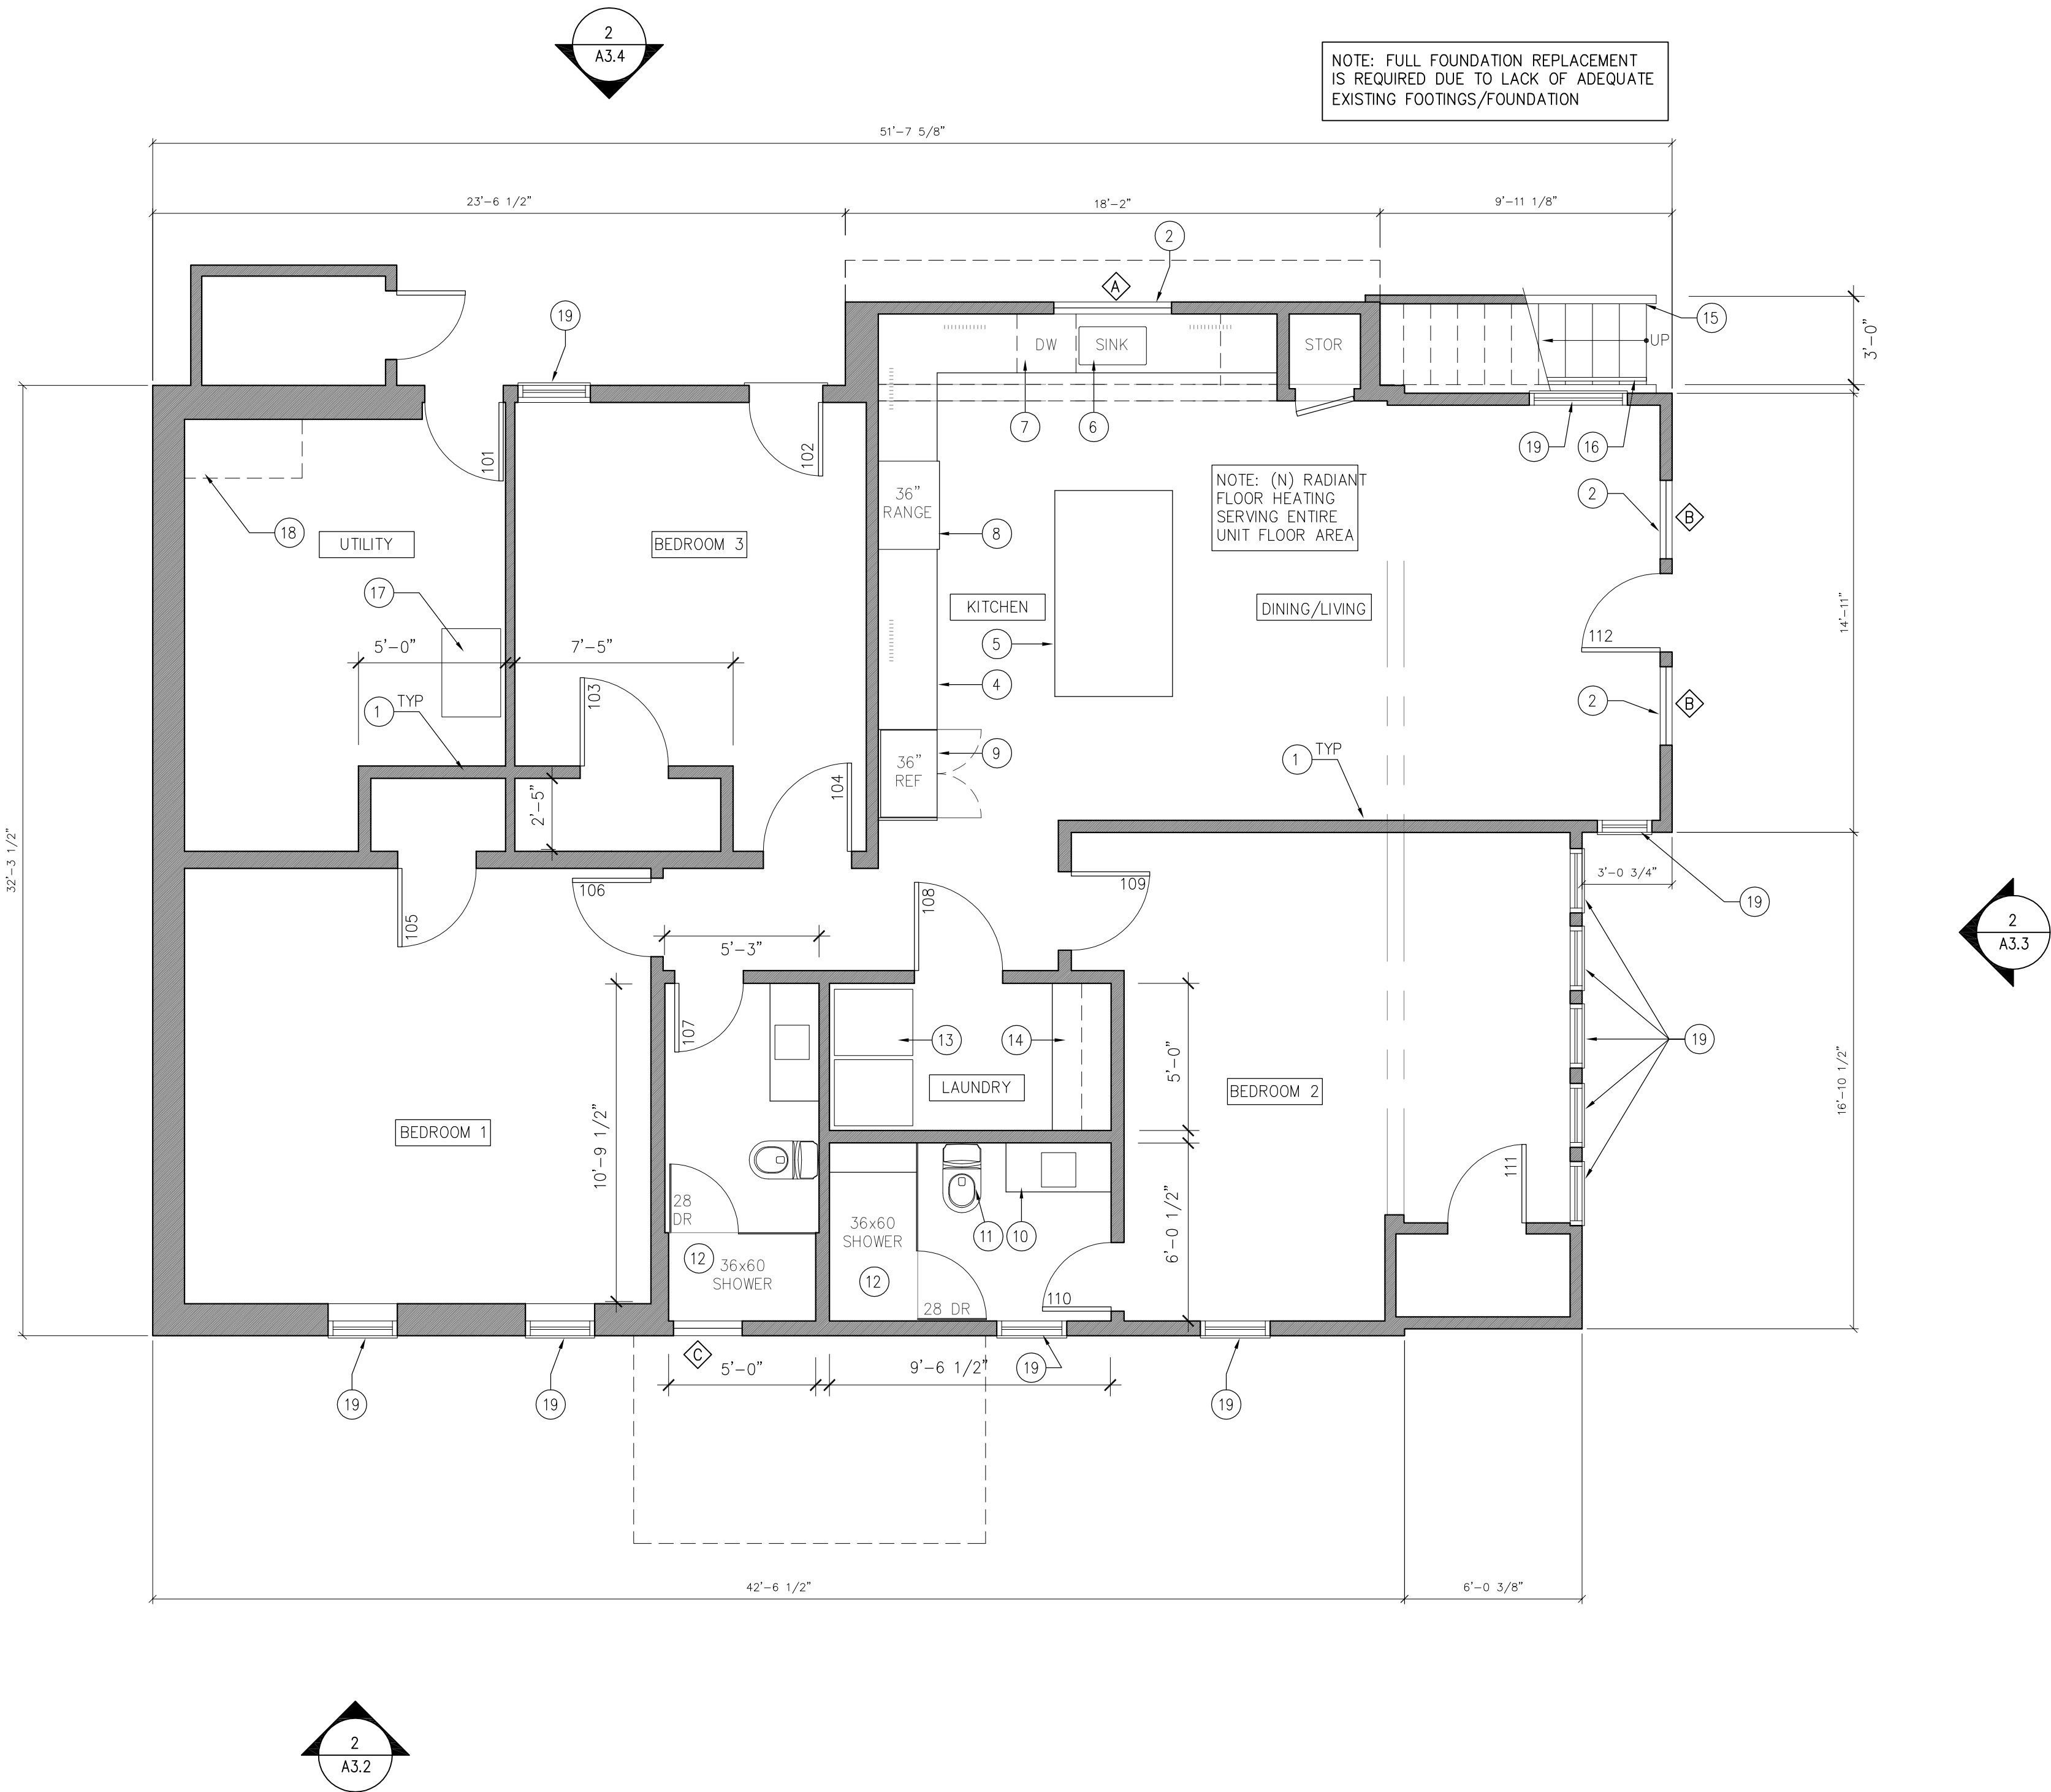 2
A3.4
NOTE: FULL FOUNDATION REPLACEMENT
IS REQUIRED DUE TO LACK OF ADEQUATE
EXISTING FOOTINGS/FOUNDATION
51'-7 5/8"
23'-6 1/2"
18'-2"
9'-11 1/8"
2
A
19
15
DW
SINK
STOR
UP
3'-0"
7
6
19
16
101
102
NOTE: (N) RADIANT
FLOOR HEATING
SERVING ENTIRE
UNIT FLOOR AREA
36"
RANGE
2
B
18
UTILITY
BEDROOM 3
8
17
KITCHEN
DINING/LIVING
14'-11"
5'-0"
7'-5"
5
112
103
4
1
TYP
2
B
9
36"
REF
1
TYP
104
2'-5"
32'-3 1/2"
3'-0 3/4"
106
108
109
19
105
5'-3"
2
A3.3
107
13
14
19
5'-0"
LAUNDRY
BEDROOM 2
16'-10 1/2"
BEDROOM 1
10'-9 1/2"
111
28
DR
36x60
SHOWER
11
10
6'-0 1/2"
12
36x60
SHOWER
12
28 DR
110
C
5'-0"
9'-6 1/2"
19
19
19
19
42'-6 1/2"
6'-0 3/8"
2
A3.2